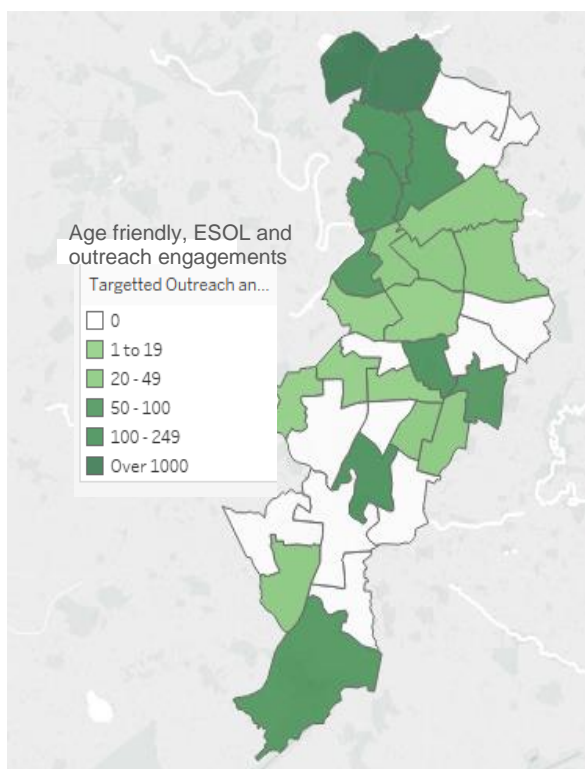 Age friendly, ESOL and
outreach engagements
Targetted Outreach an...
0
1 to 19
20 - 49
50 - 100
100 - 249
Over 1000